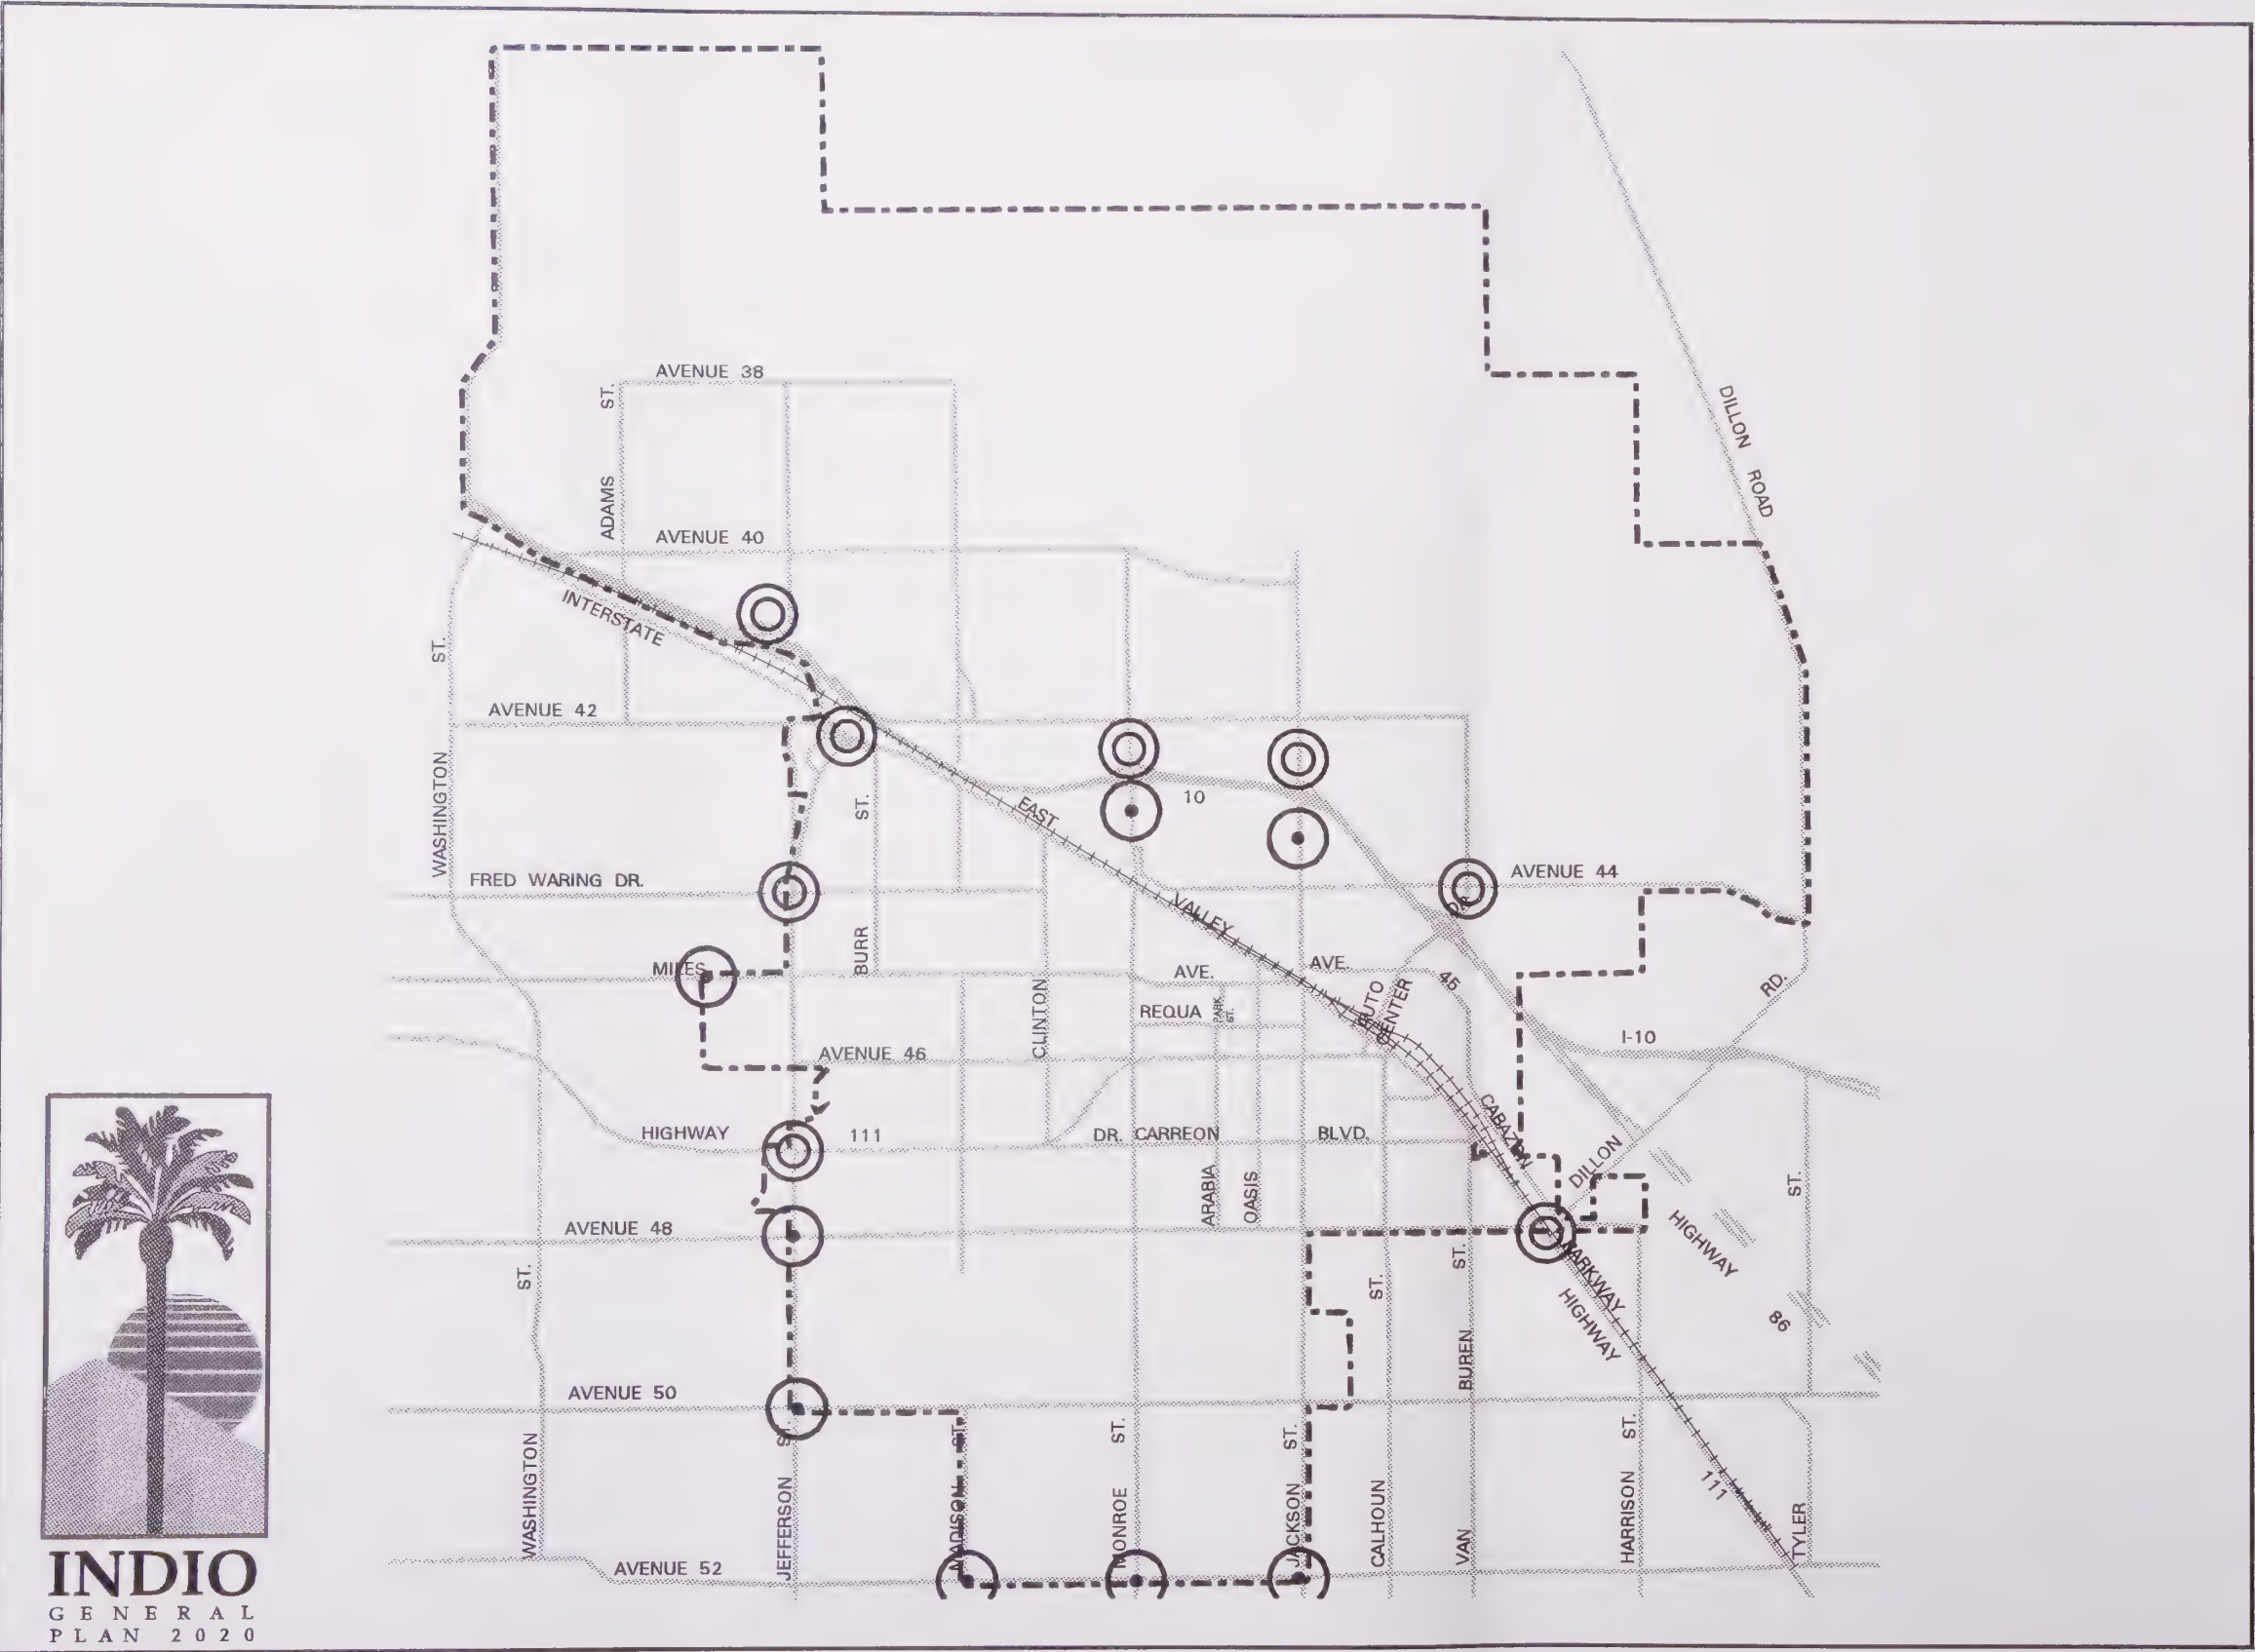 AVENUE 38
ST.
ADAMS
DILLON ROAD
AVENUE 40
INTERSTATE
ST.
AVENUE 42
WASHINGTON
ST.
10
EAST
FRED WARING DR.
AVENUE 44
DR.
VALLEY
BURR
MILES
AVE.
AVE.
45
RD.
CLINTON
REQUA
PARK
ST.
AUTO
CENTER
I-10
AVENUE 46
CABAZON
HIGHWAY
111
DR. CARREON
BLVD.
DILLON
ARABIA
OASIS
ST.
AVENUE 48
ST.
HIGHWAY
PARKWAY
ST.
ST.
HIGHWAY
86
BUREN
AVENUE 50
ST.
ST.
ST.
ST.
ST.
WASHINGTON
JEFFERSON
MADISON
MONROE
JACKSON
CALHOUN
VAN
HARRISON
111
TYLER
AVENUE 52
INDIO
GENERAL
PLAN 2020